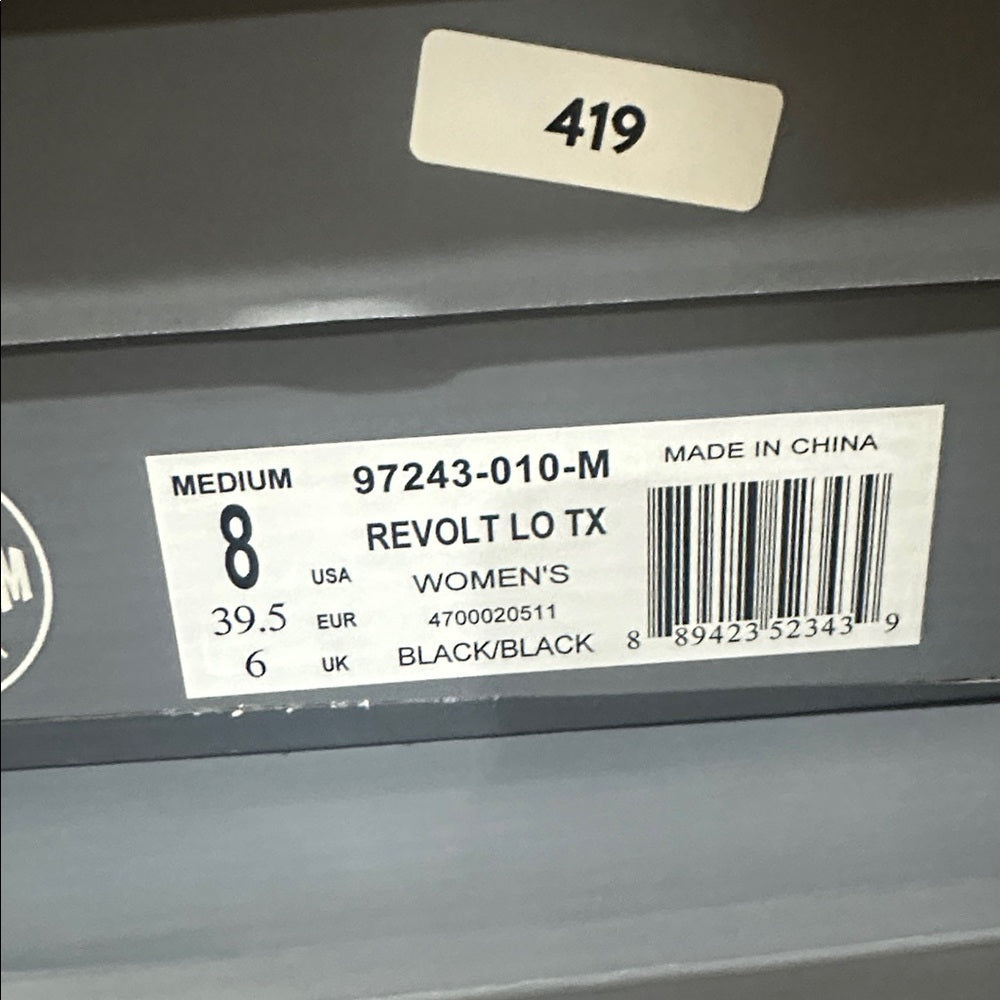 419
MEDIUM 97243-010-M MADE IN CHINA
8 USA REVOLT LO TX
WOMEN'S
39.5 EUR 4700020511
6 UK BLACK/BLACK 8 89423 52343 9
M